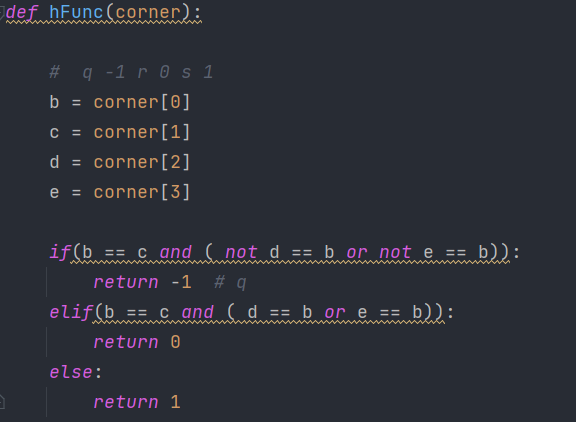 def hFunc(corner):
#  q -1 r 0 s 1
b = corner[0]
c = corner[1]
d = corner[2]
e = corner[3]
if(b == c and ( not d == b or not e == b)):
return -1  # q
elif(b == c and ( d == b or e == b)):
return 0
else:
return 1